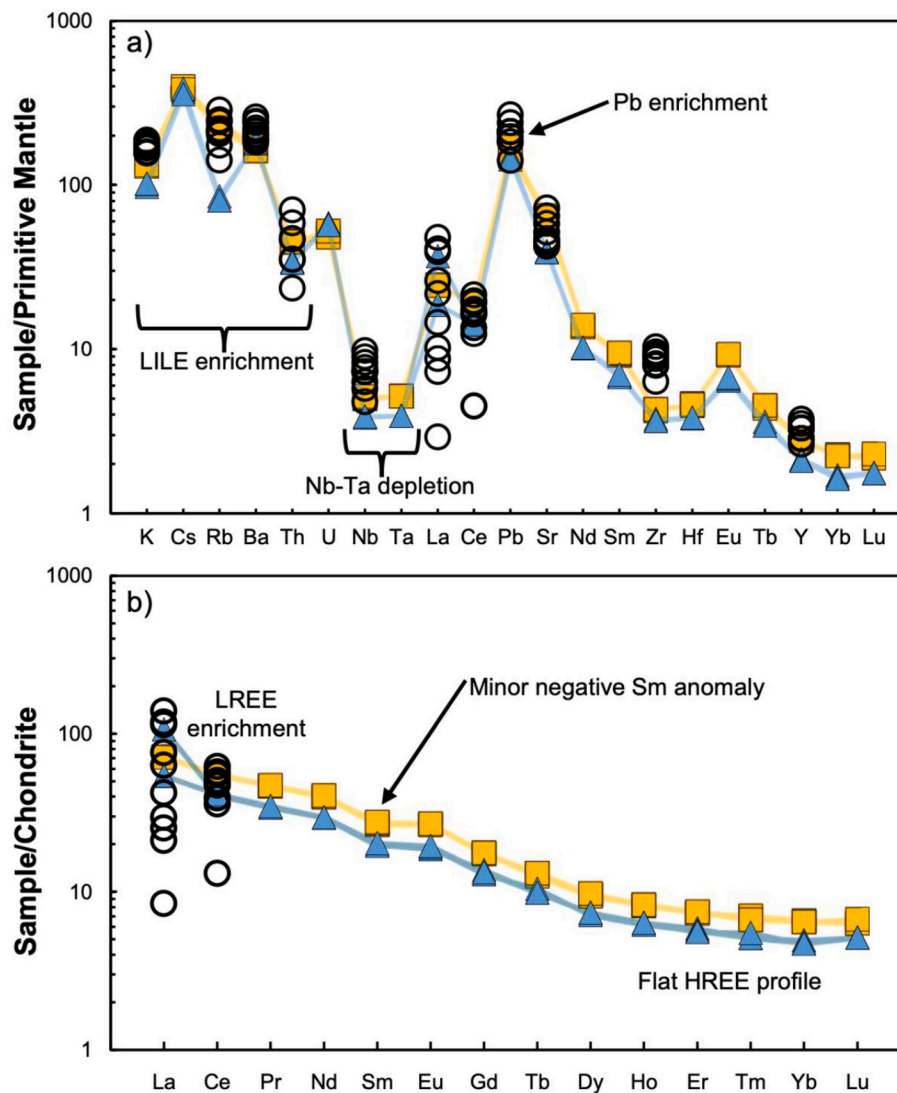 a)
Sample/Primitive Mantle
1000
100
10
1
Pb enrichment
LILE enrichment
Nb-Ta depletion
K Cs Rb Ba Th U Nb Ta La Ce Pb Sr Nd Sm Zr Hf Eu Tb Y Yb Lu
b)
Sample/Chondrite
1000
100
10
1
LREE
enrichment
Minor negative Sm anomaly
Flat HREE profile
La Ce Pr Nd Sm Eu Gd Tb Dy Ho Er Tm Yb Lu